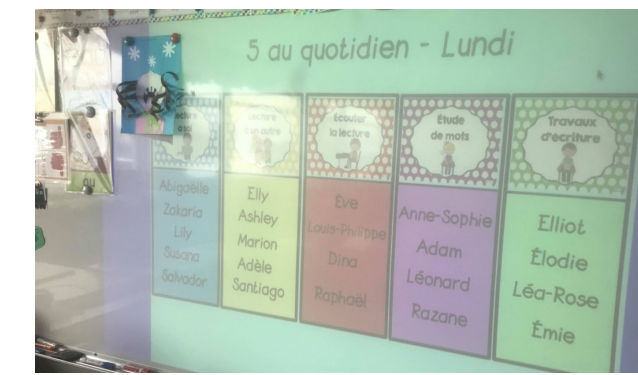 5 au quotidien - Lundi
Lecture
à soi
Lecture
à un autre
Écouter
la lecture
Étude
de mots
Travaux
d'écriture
Abigaëlle
Zakaria
Lily
Susana
Salvador
Elly
Ashley
Marion
Adèle
Santiago
Ève
Louis-Philippe
Dina
Raphaël
Anne-Sophie
Adam
Léonard
Razane
Elliot
Élodie
Léa-Rose
Émie